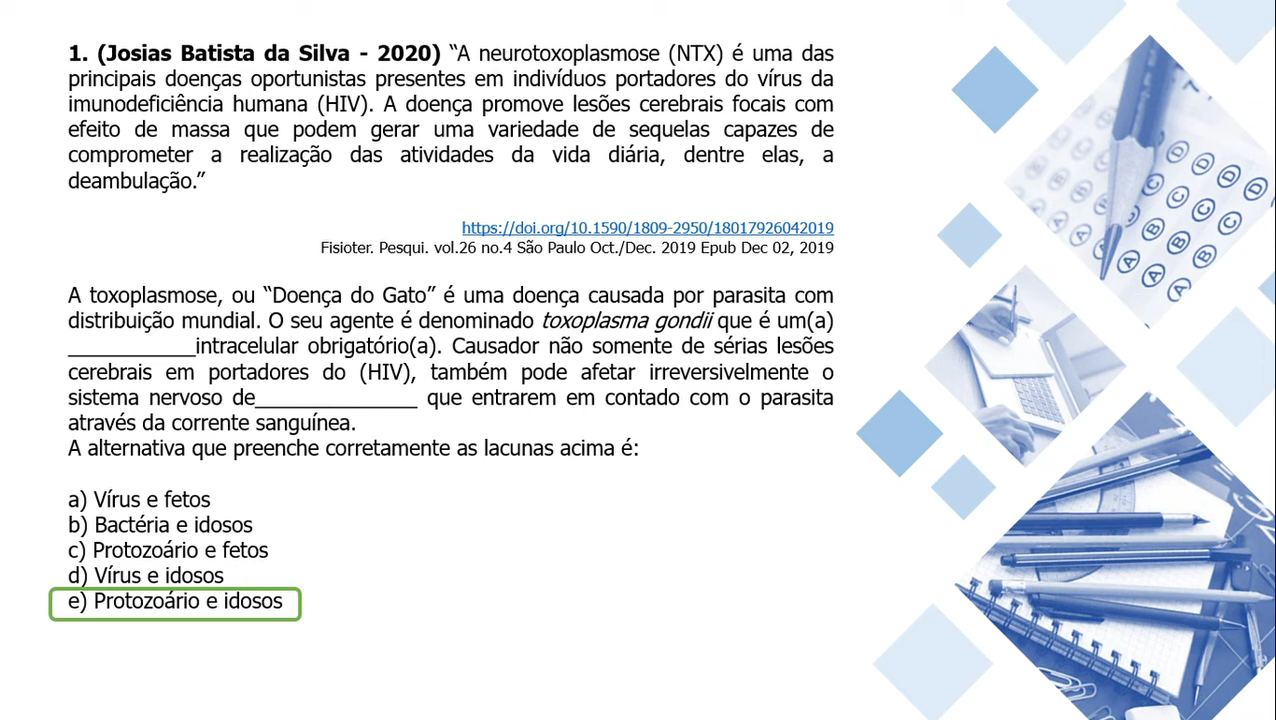 1. (Josias Batista da Silva - 2020) “A neurotoxoplasmose (NTX) é uma das
principais doenças oportunistas presentes em indivíduos portadores do vírus da
imunodeficiência humana (HIV). A doença promove lesões cerebrais focais com
efeito de massa que podem gerar uma variedade de sequelas capazes de
comprometer a realização das atividades da vida diária, dentre elas, a
deambulação.”
https://doi.org/10.1590/1809-2950/18017926042019
Fisioter. Pesqui. vol.26 no.4 São Paulo Oct./Dec. 2019 Epub Dec 02, 2019
A toxoplasmose, ou “Doença do Gato” é uma doença causada por parasita com
distribuição mundial. O seu agente é denominado toxoplasma gondii que é um(a)
____________intracelular obrigatório(a). Causador não somente de sérias lesões
cerebrais em portadores do (HIV), também pode afetar irreversivelmente o
sistema nervoso de_______________ que entrarem em contado com o parasita
através da corrente sanguínea.
A alternativa que preenche corretamente as lacunas acima é:
a) Vírus e fetos
b) Bactéria e idosos
c) Protozoário e fetos
d) Vírus e idosos
e) Protozoário e idosos